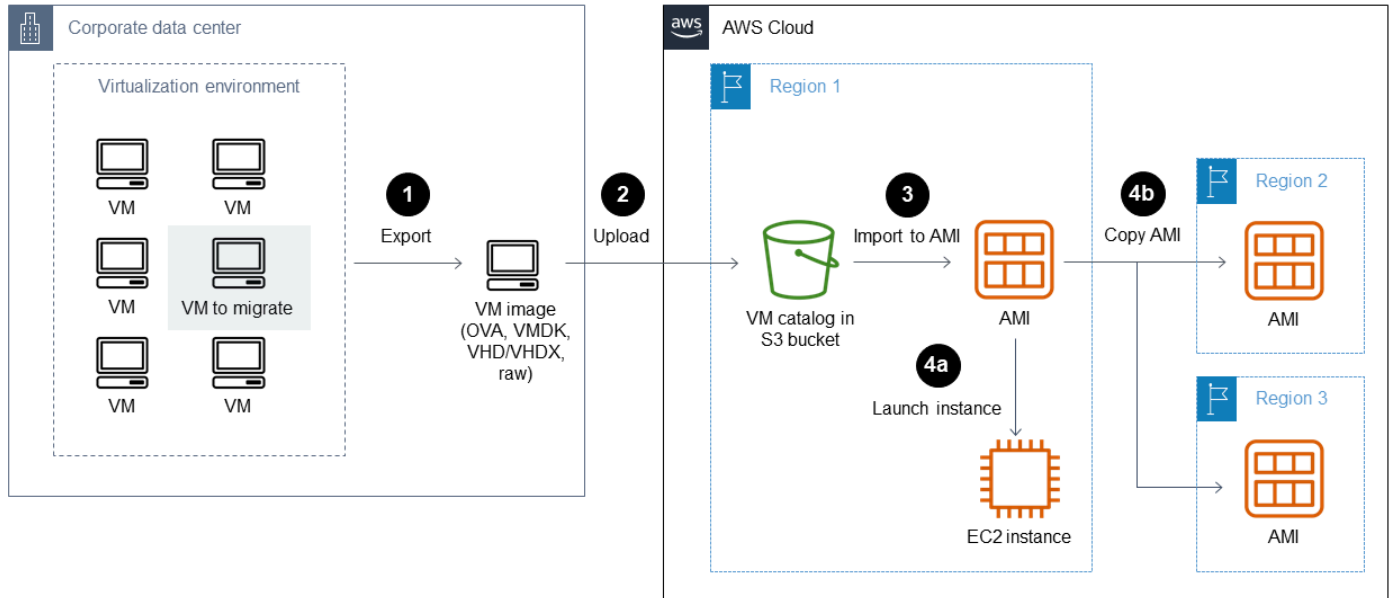 Corporate data center
Virtualization environment
VM
VM
VM
VM to migrate
VM
VM
1
Export
VM image
(OVA, VMDK,
VHD/VHDX,
raw)
2
Upload
aws
AWS Cloud
Region 1
VM catalog in
S3 bucket
3
Import to AMI
AMI
4a
Launch instance
EC2 instance
4b
Copy AMI
Region 2
AMI
Region 3
AMI